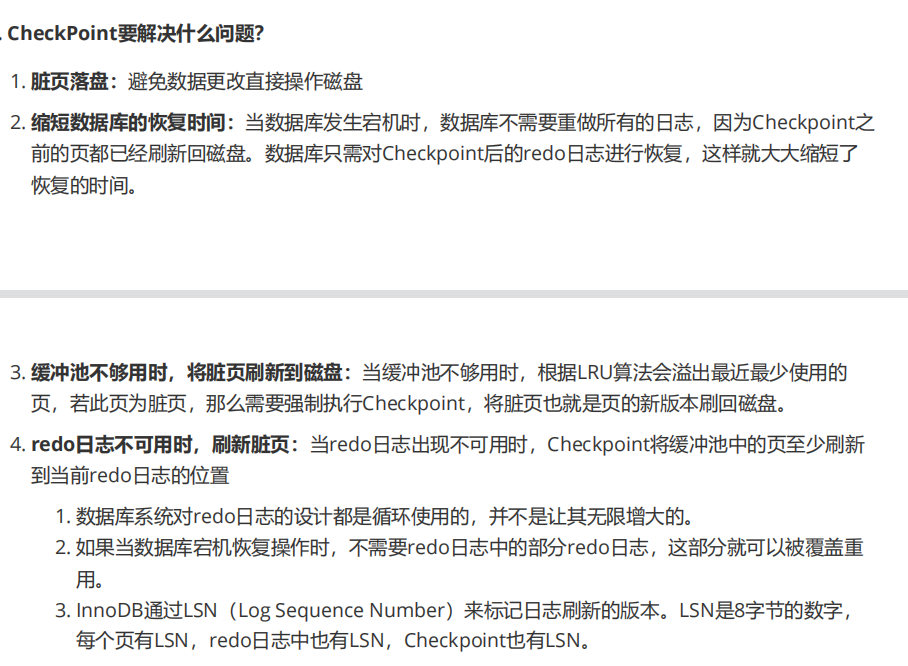 . CheckPoint要解决什么问题?
1. 脏页落盘：避免数据更改直接操作磁盘
2. 缩短数据库的恢复时间：当数据库发生宕机时，数据库不需要重做所有的日志，因为Checkpoint之
前的页都已经刷新回磁盘。数据库只需对Checkpoint后的redo日志进行恢复，这样就大大缩短了
恢复的时间。
3. 缓冲池不够用时，将脏页刷新到磁盘：当缓冲池不够用时，根据LRU算法会溢出最近最少使用的
页，若此页为脏页，那么需要强制执行Checkpoint，将脏页也就是页的新版本刷回磁盘。
4. redo日志不可用时，刷新脏页：当redo日志出现不可用时，Checkpoint将缓冲池中的页至少刷新
到当前redo日志的位置
1. 数据库系统对redo日志的设计都是循环使用的，并不是让其无限增大的。
2. 如果当数据库宕机恢复操作时，不需要redo日志中的部分redo日志，这部分就可以被覆盖重
用。
3. InnoDB通过LSN（Log Sequence Number）来标记日志刷新的版本。LSN是8字节的数字，
每个页有LSN，redo日志中也有LSN，Checkpoint也有LSN。